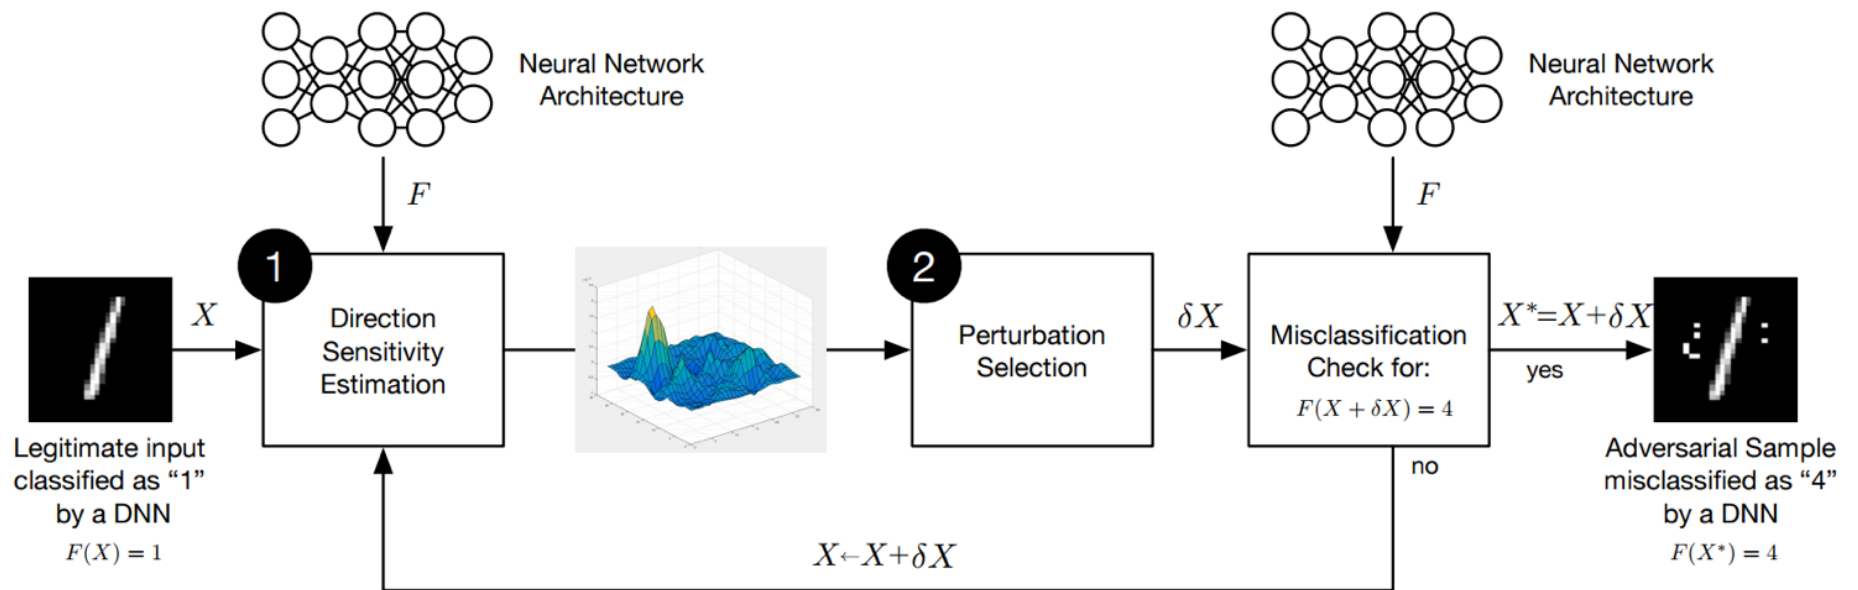 Neural Network
Architecture
F
1
Direction
Sensitivity
Estimation
X
Legitimate input
classified as “1”
by a DNN
F(X) = 1
2
Perturbation
Selection
δX
Neural Network
Architecture
F
Misclassification
Check for:
F(X + δX) = 4
X*=X+δX
yes
no
X←X+δX
Adversarial Sample
misclassified as “4”
by a DNN
F(X*) = 4